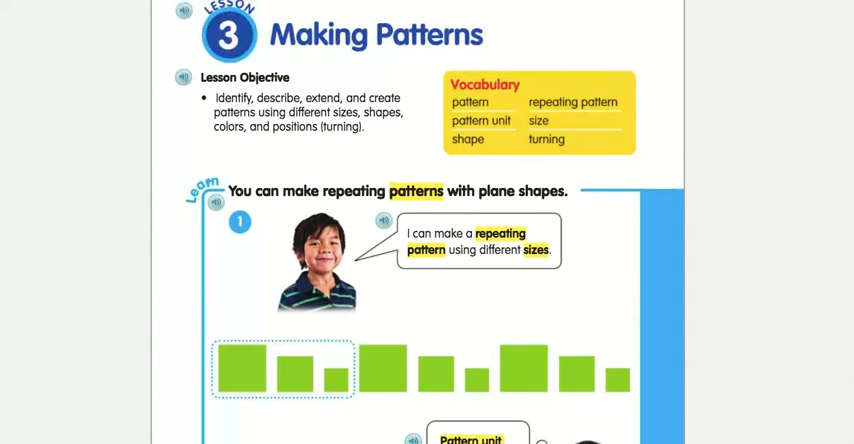 LESSON
3 Making Patterns
Lesson Objective
• Identify, describe, extend, and create
patterns using different sizes, shapes,
colors, and positions (turning).
Vocabulary
pattern repeating pattern
pattern unit size
shape turning
Learn You can make repeating patterns with plane shapes.
1
I can make a repeating
pattern using different sizes.
Pattern unit